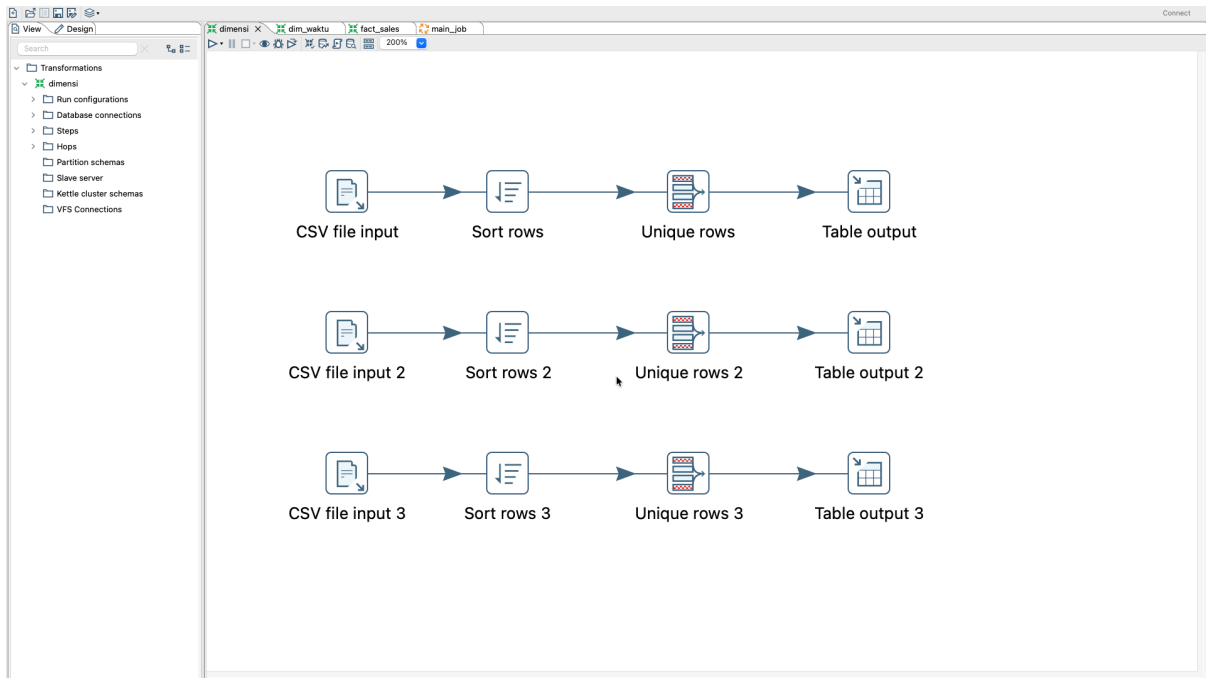 Connect
View
Design
dimensi
dim_waktu
fact_sales
main_job
Search
200%
Transformations
dimensi
Run configurations
Database connections
Steps
Hops
Partition schemas
Slave server
Kettle cluster schemas
VFS Connections
CSV file input
Sort rows
Unique rows
Table output
CSV file input 2
Sort rows 2
Unique rows 2
Table output 2
CSV file input 3
Sort rows 3
Unique rows 3
Table output 3